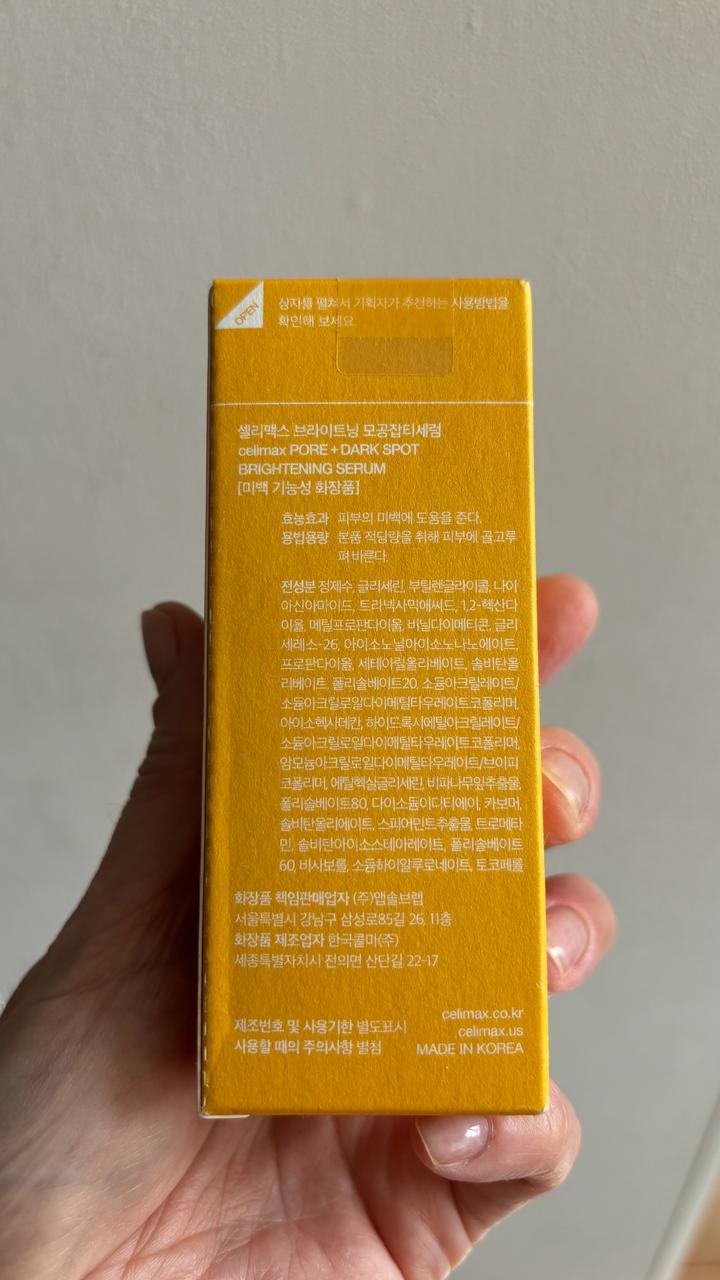 OPEN
상자를 펼쳐서 기획자가 추천하는 사용방법을
확인해 보세요.
셀리맥스 브라이트닝 모공잡티세럼
celimax PORE + DARK SPOT
BRIGHTENING SERUM
[미백 기능성 화장품]
효능효과 피부의 미백에 도움을 준다.
용법용량 본품 적당량을 취해 피부에 골고루
펴 바른다.
전성분 정제수, 글리세린, 부틸렌글라이콜, 나이
아신아마이드, 트라넥사믹애씨드, 1,2-헥산다
이올, 메틸프로판다이올, 비닐다이메티콘, 글리
세레스-26, 아이소노닐아이소노나노에이트,
프로판다이올, 세테아릴올리베이트, 솔비탄올
리베이트, 폴리솔베이트20, 소듐아크릴레이트/
소듐아크릴로일다이메틸타우레이트코폴리머,
아이소헥사데칸, 하이드록시에틸아크릴레이트/
소듐아크릴로일다이메틸타우레이트코폴리머,
암모늄아크릴로일다이메틸타우레이트/브이피
코폴리머, 에틸헥실글리세린, 비파나무잎추출물,
폴리솔베이트80, 다이소듐이디티에이, 카보머,
솔비탄올리에이트, 스피어민트추출물, 트로메타
민, 솔비탄아이소스테아레이트, 폴리솔베이트
60, 비사보롤, 소듐하이알루로네이트, 토코페롤
화장품 책임판매업자 (주)앱솔브랩
서울특별시 강남구 삼성로85길 26, 11층
화장품 제조업자 한국콜마(주)
세종특별자치시 전의면 산단길 22-17
celimax.co.kr
제조번호 및 사용기한 별도표시 celimax.us
사용할 때의 주의사항 별첨 MADE IN KOREA